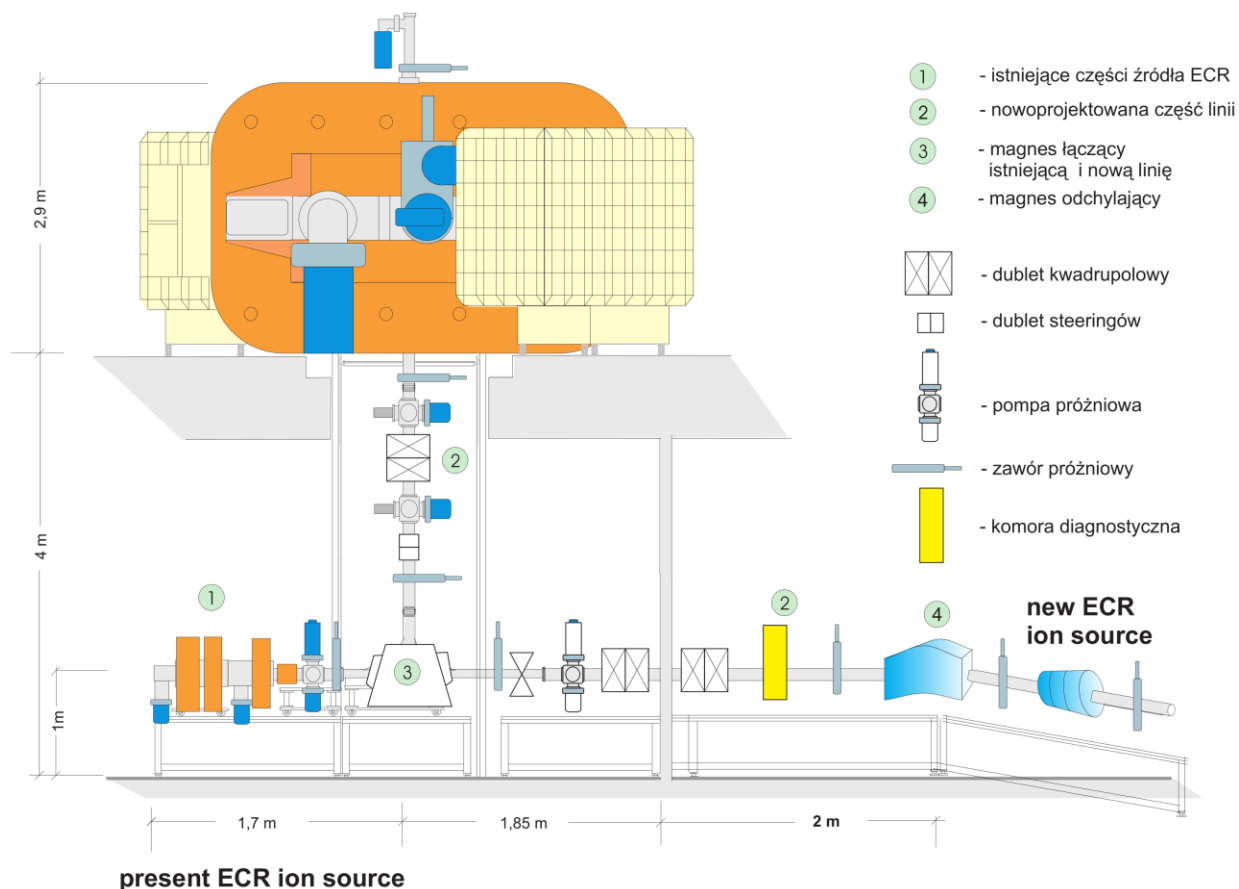 1 - istniejące części źródła ECR
2 - nowoprojektowana część linii
3 - magnes łączący
istniejącą i nową linię
4 - magnes odchylający
- dublet kwadrupolowy
- dublet steeringów
- pompa próżniowa
- zawór próżniowy
- komora diagnostyczna
2,9 m
4 m
1m
2
1
3
2
4
new ECR
ion source
1,7 m
1,85 m
2 m
present ECR ion source